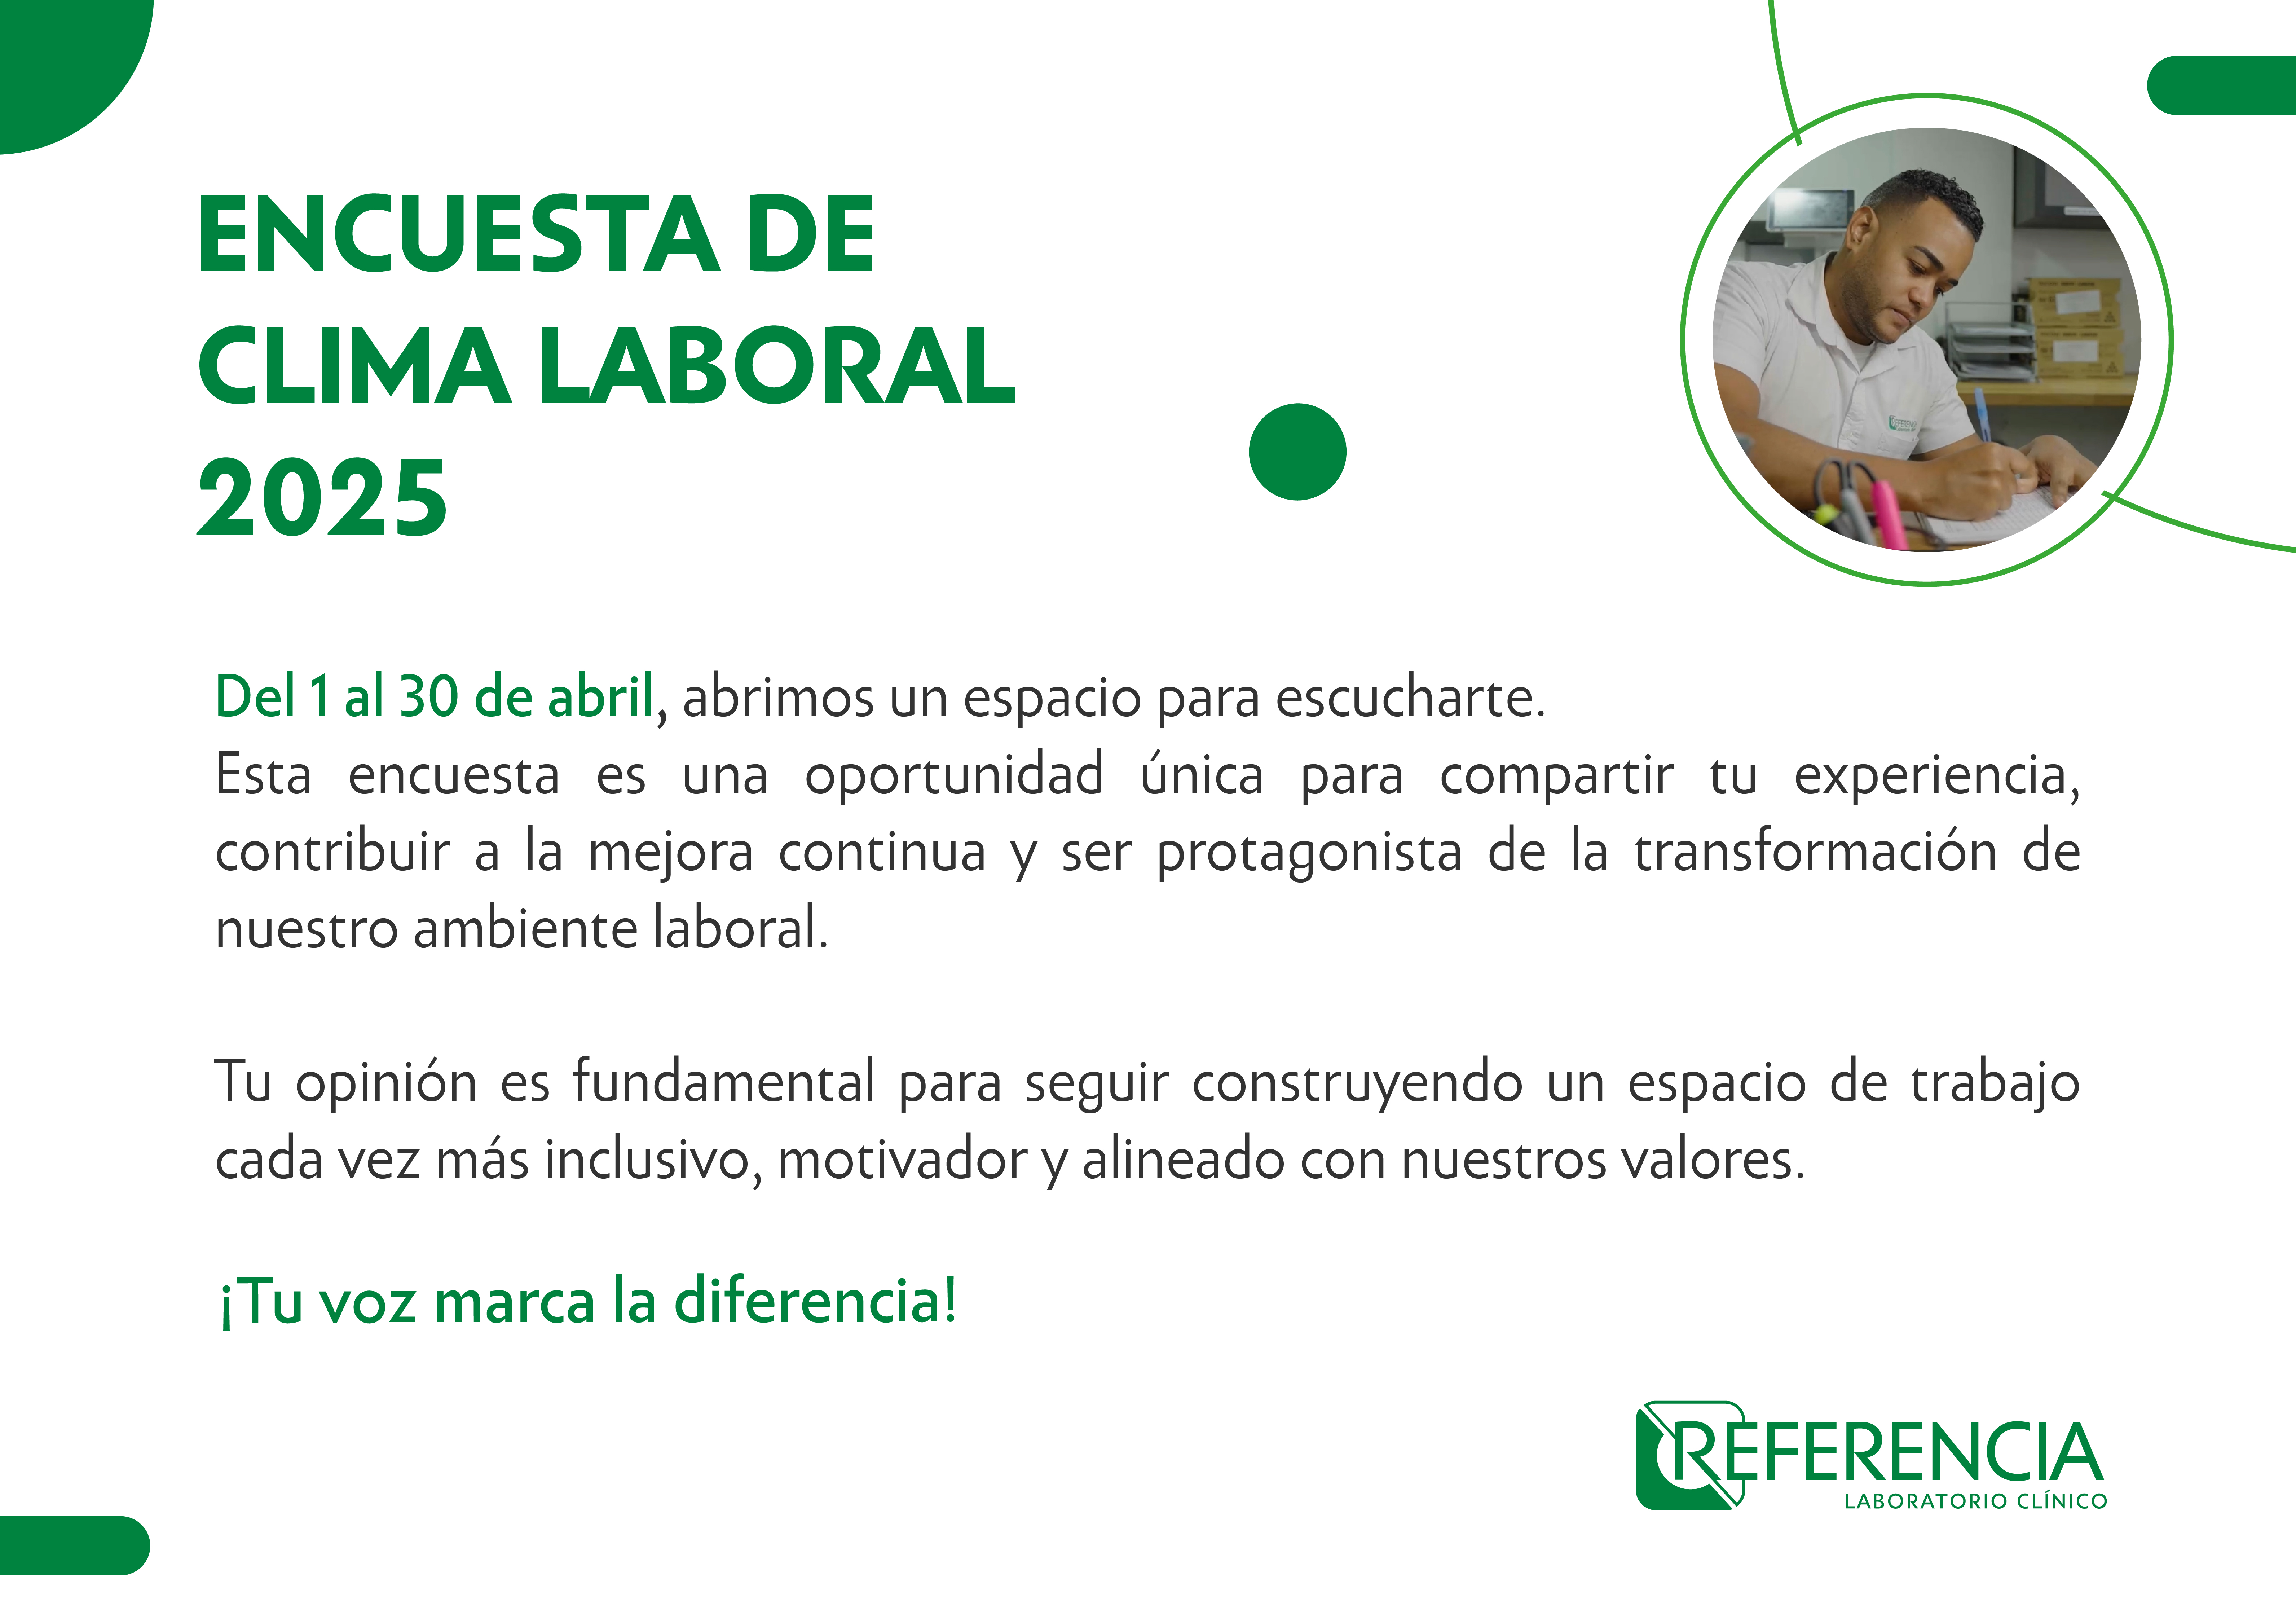 ENCUESTA DE
CLIMA LABORAL
2025
Del 1 al 30 de abril, abrimos un espacio para escucharte.
Esta encuesta es una oportunidad única para compartir tu experiencia,
contribuir a la mejora continua y ser protagonista de la transformación de
nuestro ambiente laboral.
Tu opinión es fundamental para seguir construyendo un espacio de trabajo
cada vez más inclusivo, motivador y alineado con nuestros valores.
¡Tu voz marca la diferencia!
REFERENCIA
LABORATORIO CLÍNICO